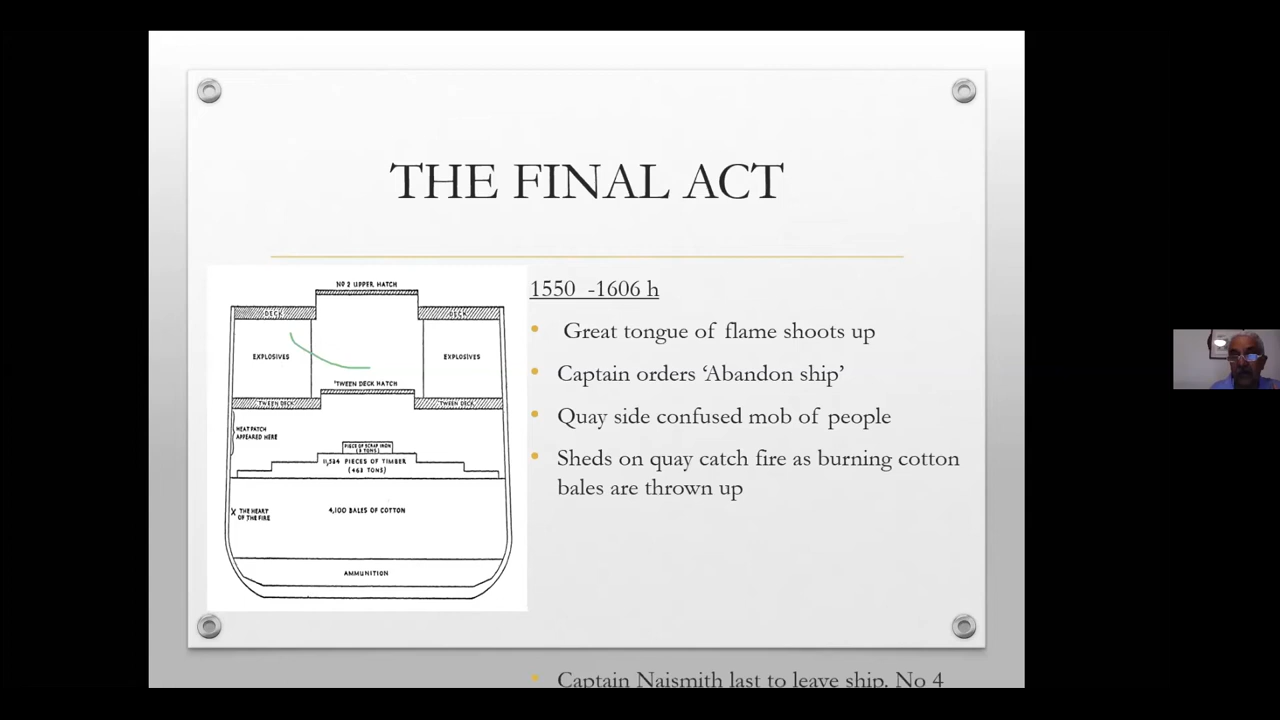 THE FINAL ACT
NO 2 UPPER HATCH
DECK
DECK
EXPLOSIVES
EXPLOSIVES
'TWEEN DECK HATCH
TWEEN DECK
TWEEN DECK
HEAT PATCH
APPEARED HERE
PIECE OF SCRAP IRON
(3 TONS)
11,534 PIECES OF TIMBER
(463 TONS)
X THE HEART
OF THE FIRE
4,100 BALES OF COTTON
AMMUNITION
1550 -1606 h
• Great tongue of flame shoots up
• Captain orders ‘Abandon ship’
• Quay side confused mob of people
• Sheds on quay catch fire as burning cotton
bales are thrown up
• Captain Naismith last to leave ship. No 4